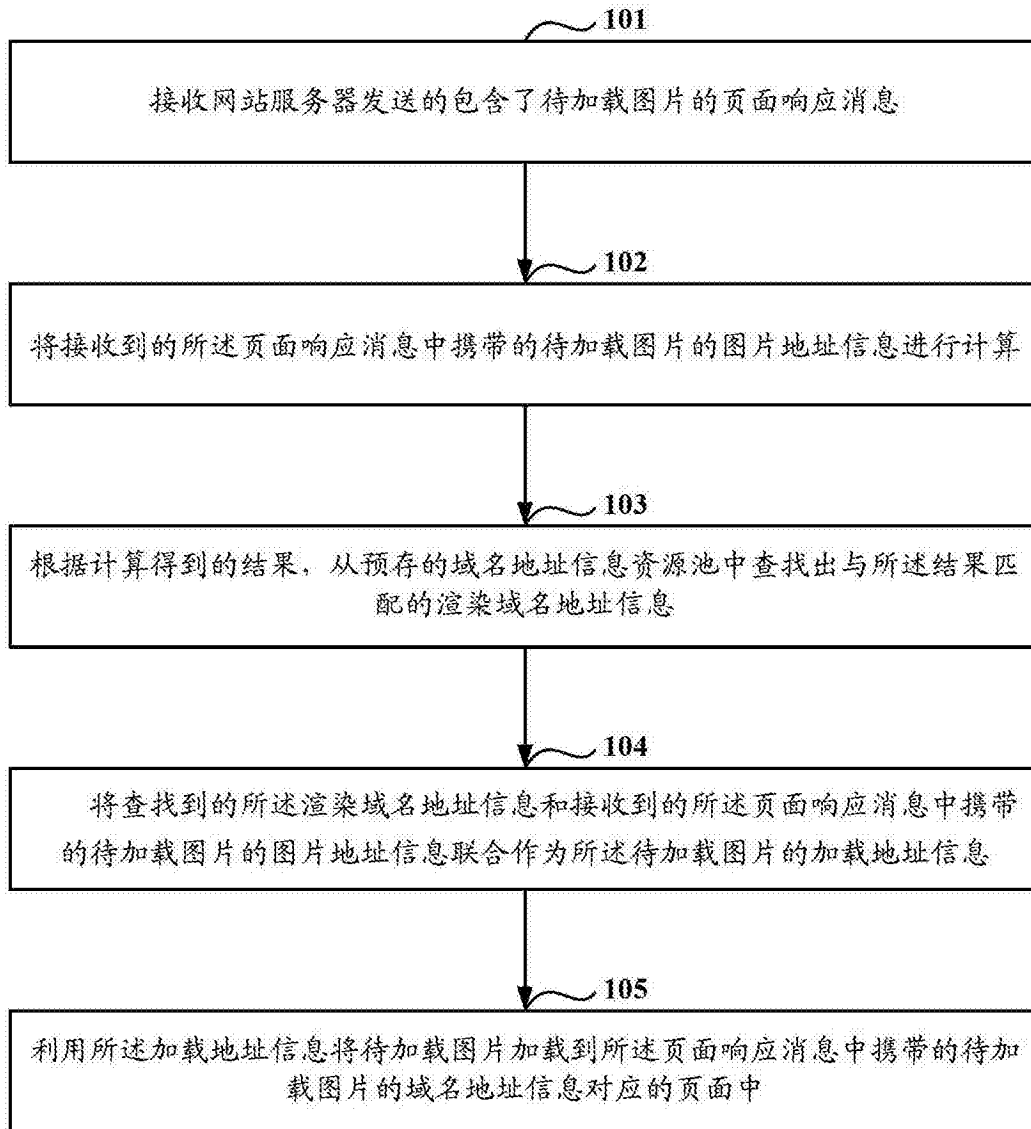 101
接收网站服务器发送的包含了待加载图片的页面响应消息
102
将接收到的所述页面响应消息中携带的待加载图片的图片地址信息进行计算
103
根据计算得到的结果，从预存的域名地址信息资源池中查找出与所述结果匹
配的渲染域名地址信息
104
将查找到的所述渲染域名地址信息和接收到的所述页面响应消息中携带
的待加载图片的图片地址信息联合作为所述待加载图片的加载地址信息
105
利用所述加载地址信息将待加载图片加载到所述页面响应消息中携带的待加
载图片的域名地址信息对应的页面中